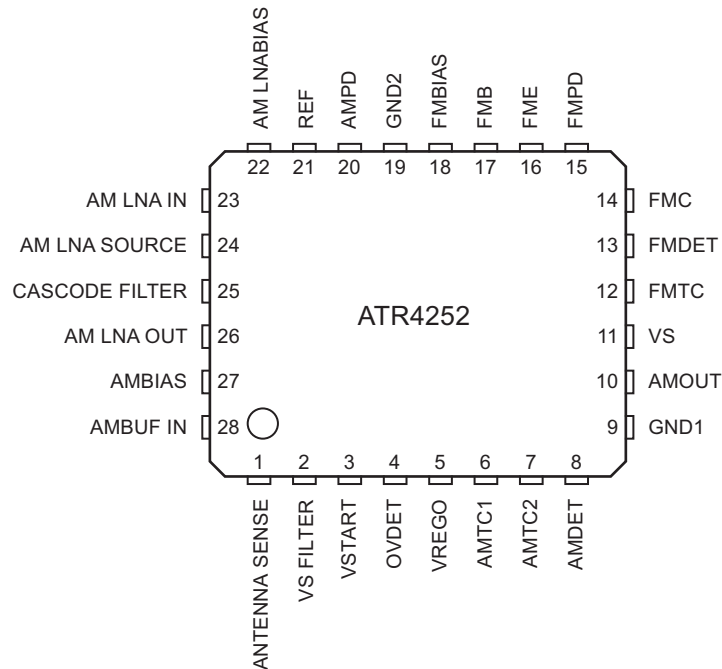 AM LNABIAS
REF
AMPD
GND2
FMBIAS
FMB
FME
FMPD
22 21 20 19 18 17 16 15
AM LNA IN 23
14 FMC
AM LNA SOURCE 24
13 FMDET
CASCODE FILTER 25
12 FMTC
ATR4252
AM LNA OUT 26
11 VS
AMBIAS 27
10 AMOUT
AMBUF IN 28
9 GND1
1 2 3 4 5 6 7 8
ANTENNA SENSE
VS FILTER
VSTART
OVDET
VREGO
AMTC1
AMTC2
AMDET